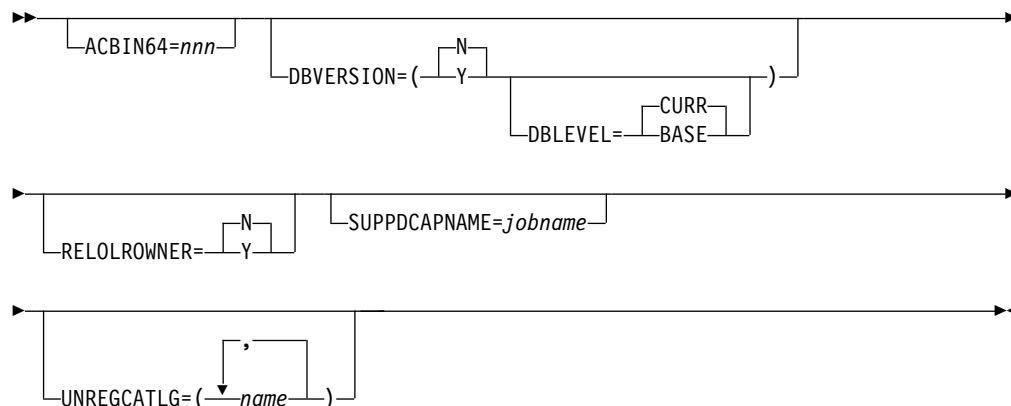 ACBIN64=nnn
N
DBVERSION=( Y )
CURR
DBLEVEL= BASE
N
RELOLROWNER= Y
SUPPDCAPNAME=jobname
,
UNREGCATLG=( name )